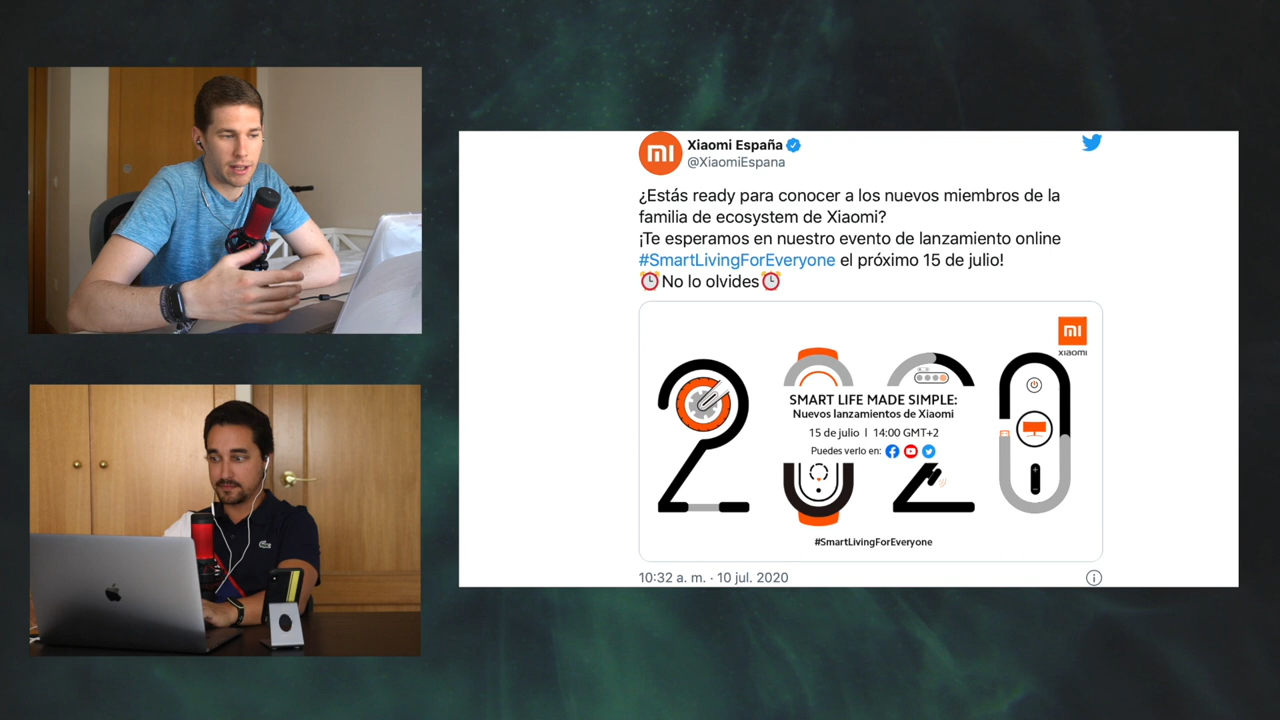 Xiaomi España
@XiaomiEspana
¿Estás ready para conocer a los nuevos miembros de la
familia de ecosystem de Xiaomi?
¡Te esperamos en nuestro evento de lanzamiento online
#SmartLivingForEveryone el próximo 15 de julio!
⏰No lo olvides⏰
xiaomi
SMART LIFE MADE SIMPLE:
Nuevos lanzamientos de Xiaomi
15 de julio | 14:00 GMT+2
Puedes verlo en:
#SmartLivingForEveryone
10:32 a. m. · 10 jul. 2020